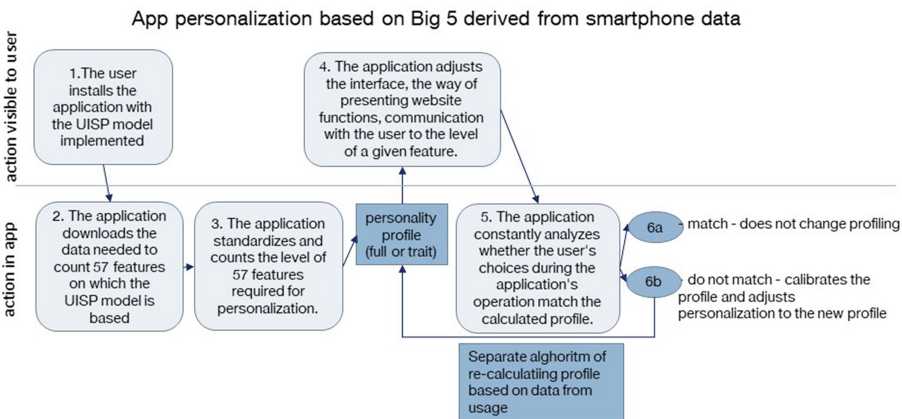 App personalization based on Big 5 derived from smartphone data
action visible to user
1.The user
installs the
application with
the UISP model
implemented
4. The application adjusts
the interface, the way of
presenting website
functions, communication
with the user to the level
of a given feature.
action in app
2. The application
downloads the
data needed to
count 57 features
on which the
UISP model is
based
3. The application
standardizes and
counts the level of
57 features
required for
personalization.
personality
profile
(full or trait)
5. The application
constantly analyzes
whether the user's
choices during the
application's
operation match the
calculated profile.
6a
- match - does not change profiling
6b
- do not match - calibrates the
profile and adjusts
personalization to the new profile
Separate alghoritm of
re-calculatiing profile
based on data from
usage